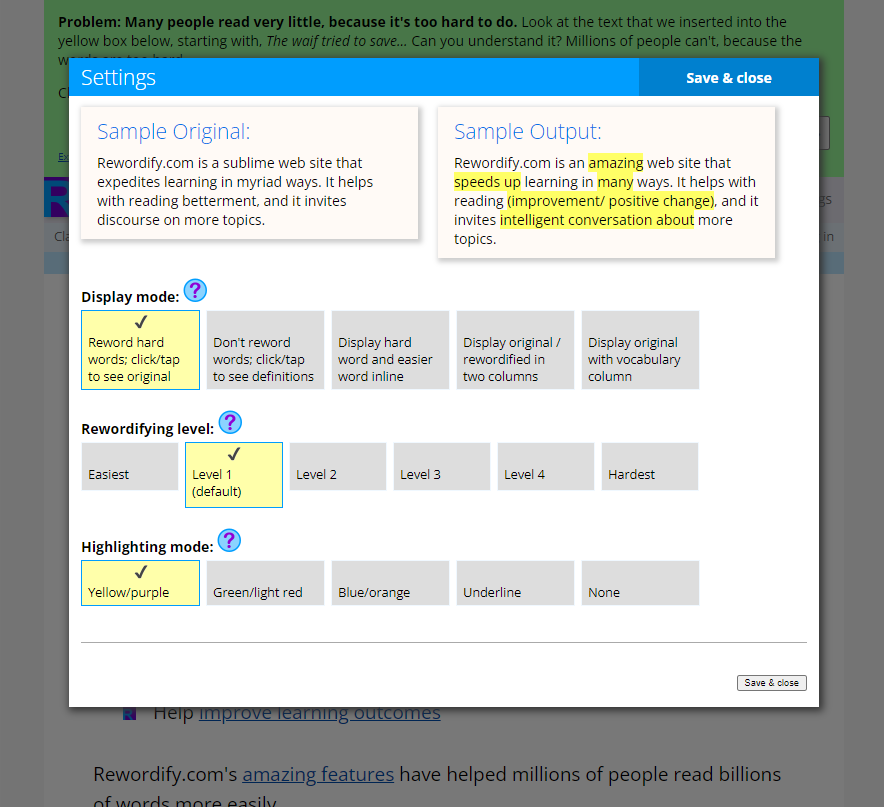 Problem: Many people read very little, because it's too hard to do. Look at the text that we inserted into the
yellow box below, starting with, The waif tried to save... Can you understand it? Millions of people can't, because the
Settings
Save & close
Sample Original:
Rewordify.com is a sublime web site that
expedites learning in myriad ways. It helps
with reading betterment, and it invites
discourse on more topics.
Sample Output:
Rewordify.com is an amazing web site that
speeds up learning in many ways. It helps with
reading (improvement/ positive change), and it
invites intelligent conversation about more
topics.
in
Display mode: ?
✓
Reword hard
words; click/tap
to see original
Don't reword
words; click/tap
to see definitions
Display hard
word and easier
word inline
Display original /
rewordified in
two columns
Display original
with vocabulary
column
Rewordifying level: ?
Easiest
✓
Level 1
(default)
Level 2
Level 3
Level 4
Hardest
Highlighting mode: ?
✓
Yellow/purple
Green/light red
Blue/orange
Underline
None
Save & close
Help improve learning outcomes
Rewordify.com's amazing features have helped millions of people read billions
of words more easily